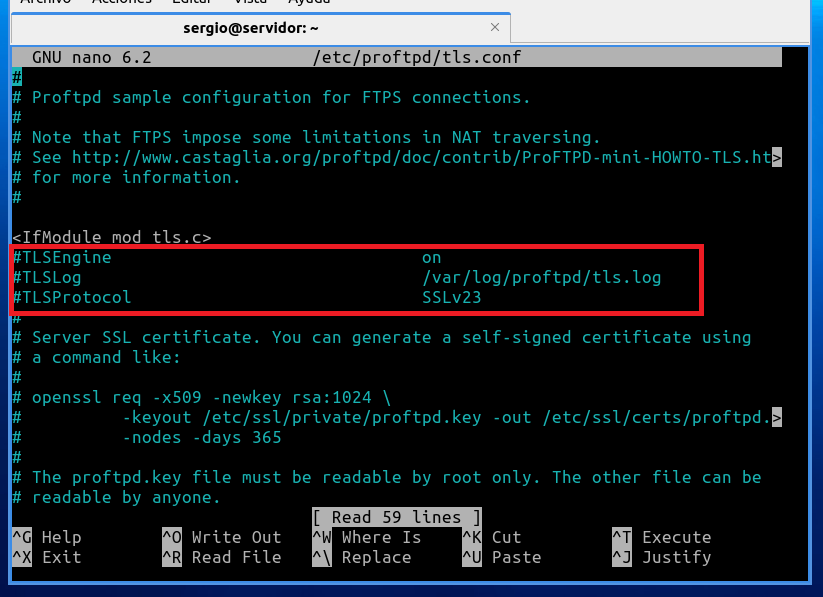 Archivo Acciones Editar Vista Ayuda
sergio@servidor: ~ ×
GNU nano 6.2 /etc/proftpd/tls.conf
#
# Proftpd sample configuration for FTPS connections.
#
# Note that FTPS impose some limitations in NAT traversing.
# See http://www.castaglia.org/proftpd/doc/contrib/ProFTPD-mini-HOWTO-TLS.ht>
# for more information.
#
<IfModule mod_tls.c>
#TLSEngine on
#TLSLog /var/log/proftpd/tls.log
#TLSProtocol SSLv23
#
# Server SSL certificate. You can generate a self-signed certificate using
# a command like:
#
# openssl req -x509 -newkey rsa:1024 \
# -keyout /etc/ssl/private/proftpd.key -out /etc/ssl/certs/proftpd.>
# -nodes -days 365
#
# The proftpd.key file must be readable by root only. The other file can be
# readable by anyone.
[ Read 59 lines ]
^G Help ^O Write Out ^W Where Is ^K Cut ^T Execute
^X Exit ^R Read File ^\ Replace ^U Paste ^J Justify